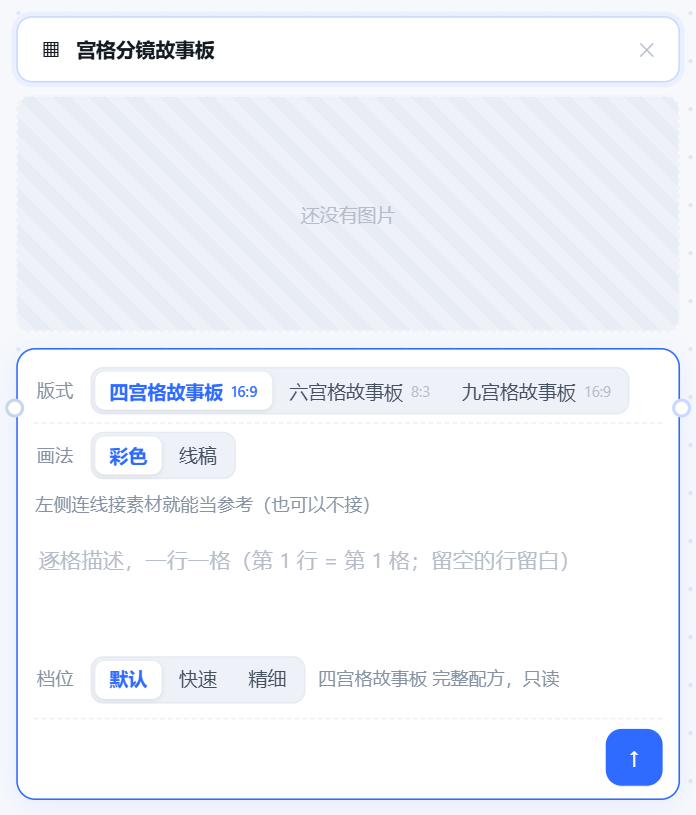 宫格分镜故事板
还没有图片
版式 四宫格故事板 16:9 六宫格故事板 8:3 九宫格故事板 16:9
画法 彩色 线稿
左侧连线接素材就能当参考（也可以不接）
逐格描述，一行一格（第 1 行 = 第 1 格；留空的行留白）
档位 默认 快速 精细 四宫格故事板 完整配方，只读